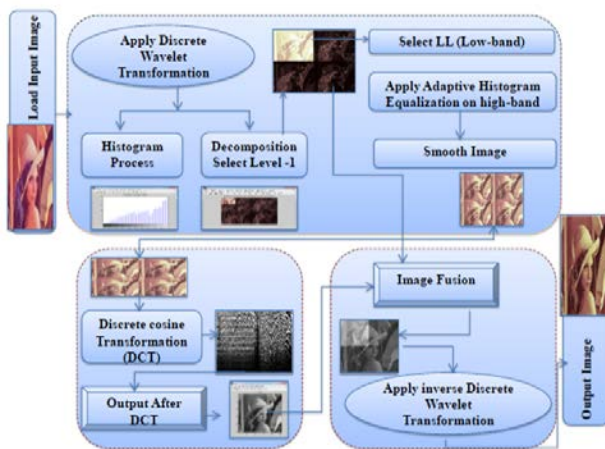 Load Input Image
Apply Discrete
Wavelet
Transformation
Histogram
Process
Decomposition
Select Level -1
Select LL (Low-band)
Apply Adaptive Histogram
Equalization on high-band
Smooth Image
Discrete cosine
Transformation
(DCT)
Output After
DCT
Image Fusion
Apply inverse Discrete
Wavelet
Transformation
Output Image